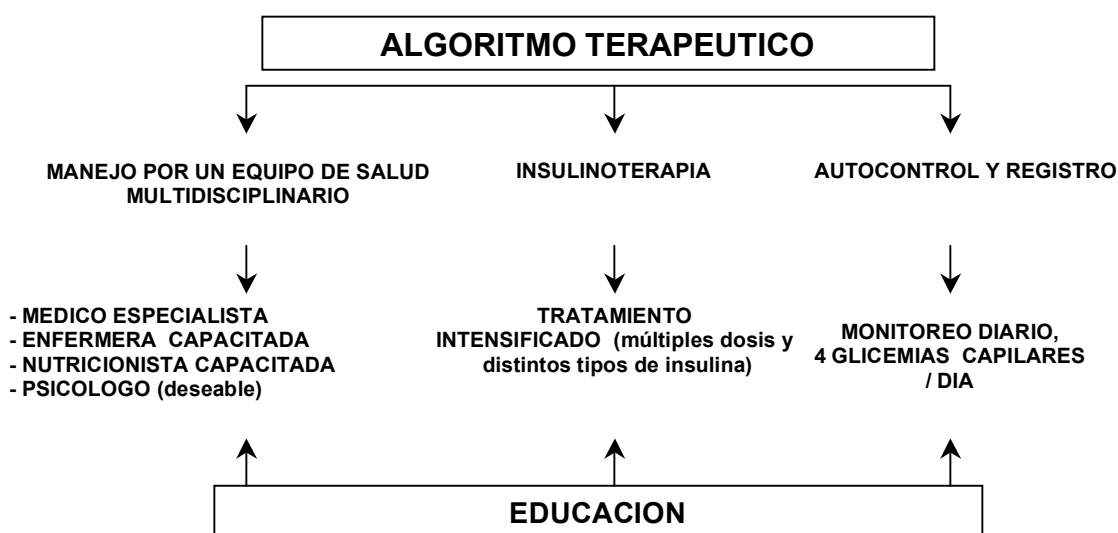 ALGORITMO TERAPEUTICO
MANEJO POR UN EQUIPO DE SALUD
MULTIDISCIPLINARIO
INSULINOTERAPIA
AUTOCONTROL Y REGISTRO
- MEDICO ESPECIALISTA
- ENFERMERA CAPACITADA
- NUTRICIONISTA CAPACITADA
- PSICOLOGO (deseable)
TRATAMIENTO
INTENSIFICADO (múltiples dosis y
distintos tipos de insulina)
MONITOREO DIARIO,
4 GLICEMIAS CAPILARES
/ DIA
EDUCACION